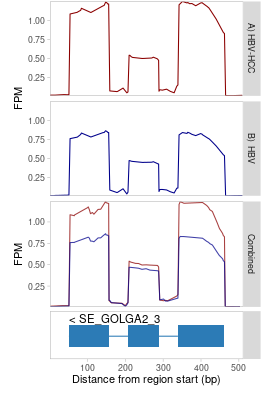 FPM
1.00
0.75
0.50
0.25
A) HBV-HCC
1.00
0.75
0.50
0.25
B) HBV
FPM
1.00
0.75
0.50
0.25
Combined
< SE_GOLGA2_3
100 200 300 400 500
Distance from region start (bp)